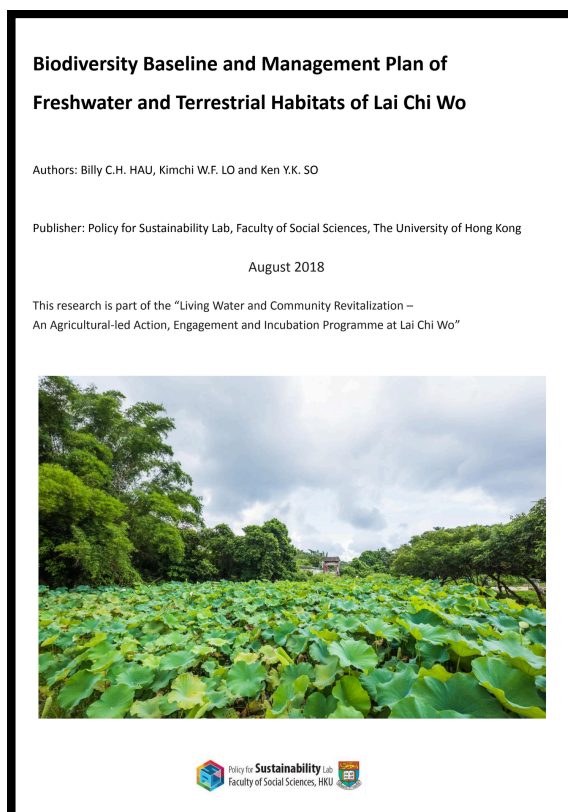 Biodiversity Baseline and Management Plan of
Freshwater and Terrestrial Habitats of Lai Chi Wo
Authors: Billy C.H. HAU, Kimchi W.F. LO and Ken Y.K. SO
Publisher: Policy for Sustainability Lab, Faculty of Social Sciences, The University of Hong Kong
August 2018
This research is part of the “Living Water and Community Revitalization –
An Agricultural-led Action, Engagement and Incubation Programme at Lai Chi Wo”
Policy for Sustainability Lab
Faculty of Social Sciences, HKU